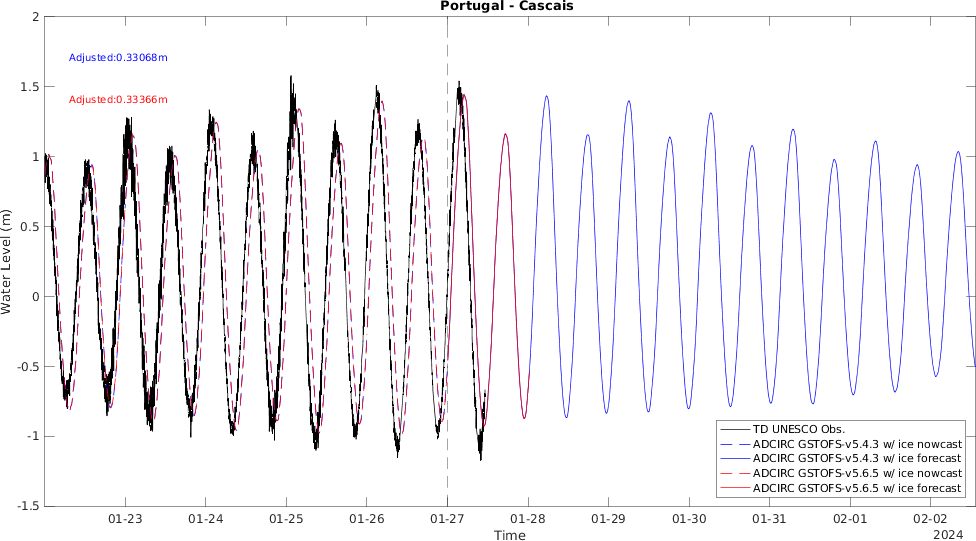 Portugal - Cascais
2
1.5
1
0.5
0
-0.5
-1
-1.5
Water Level (m)
Adjusted:0.33068m
Adjusted:0.33366m
TD UNESCO Obs.
ADCIRC GSTOFS-v5.4.3 w/ ice nowcast
ADCIRC GSTOFS-v5.4.3 w/ ice forecast
ADCIRC GSTOFS-v5.6.5 w/ ice nowcast
ADCIRC GSTOFS-v5.6.5 w/ ice forecast
01-23 01-24 01-25 01-26 01-27 01-28 01-29 01-30 01-31 02-01 02-02
Time
2024